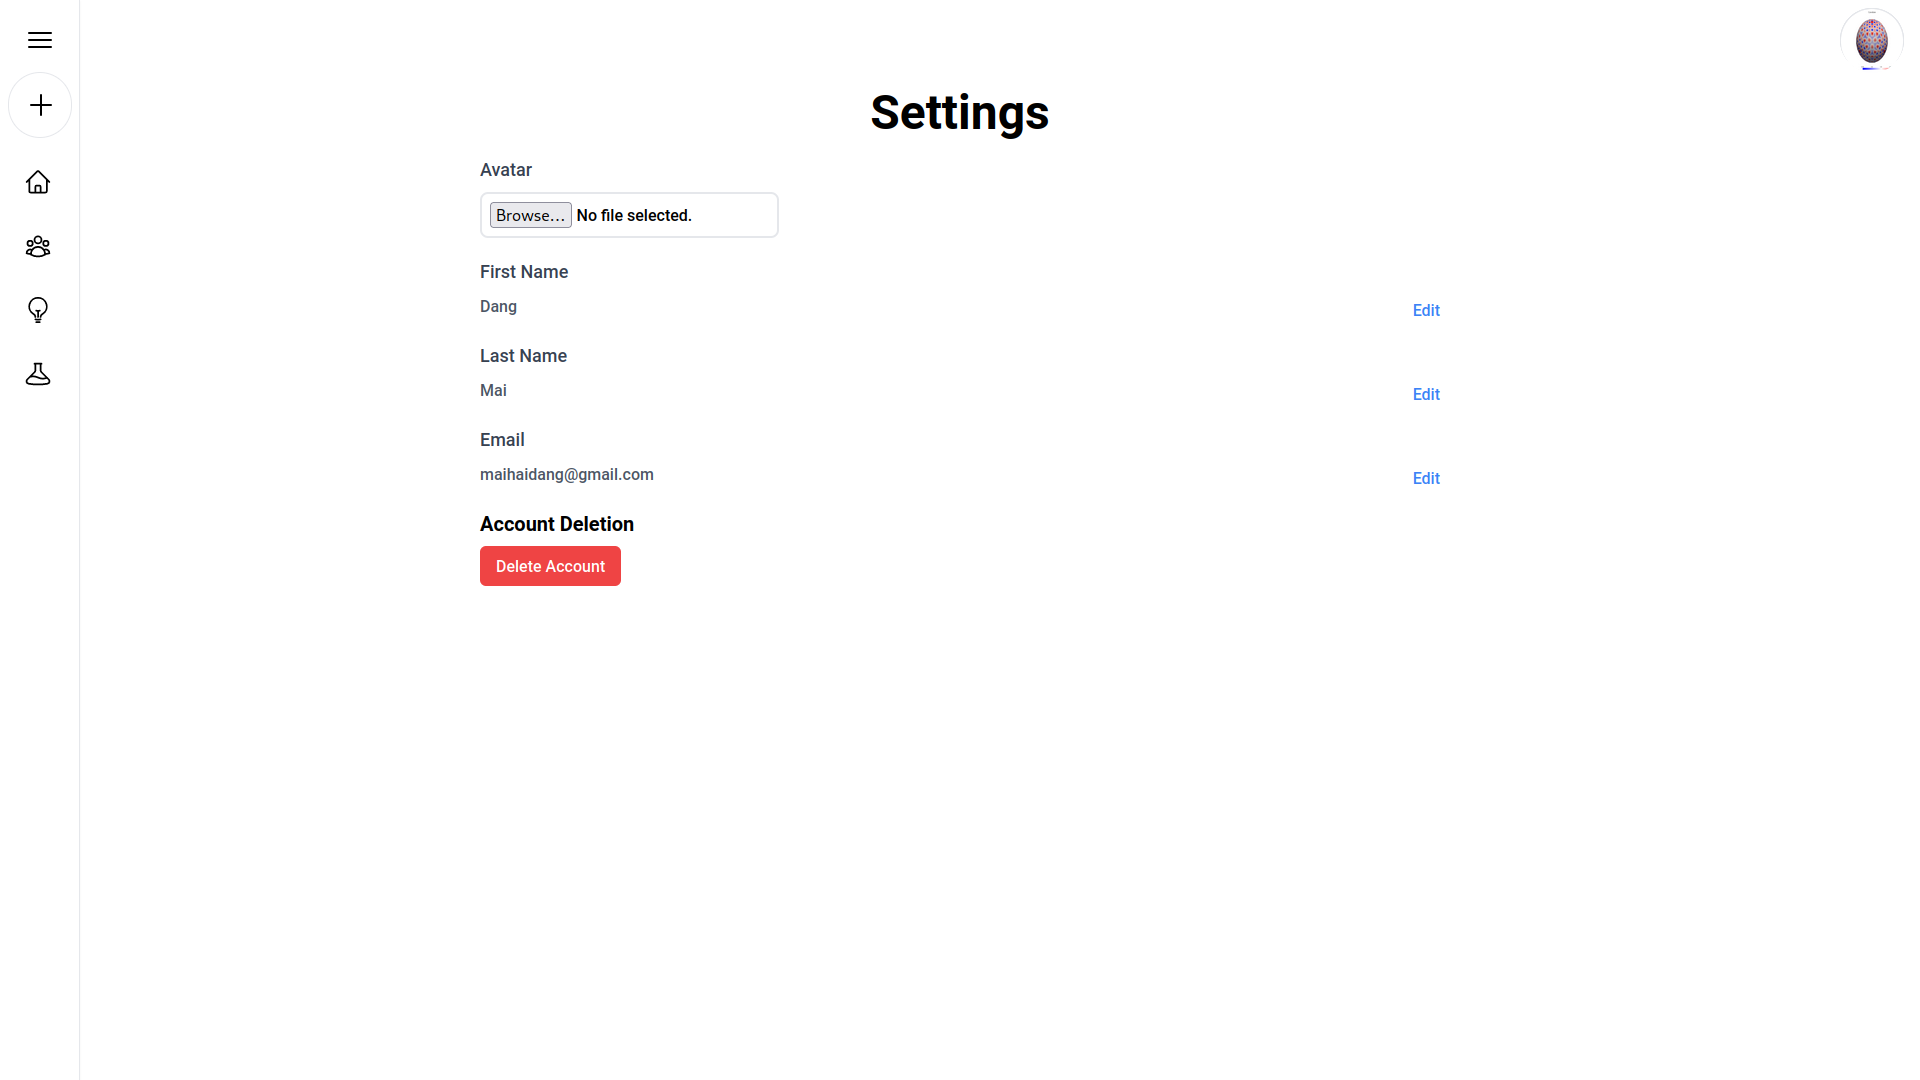 Settings
Avatar
Browse... No file selected.
First Name
Dang
Edit
Last Name
Mai
Edit
Email
maihaidang@gmail.com
Edit
Account Deletion
Delete Account